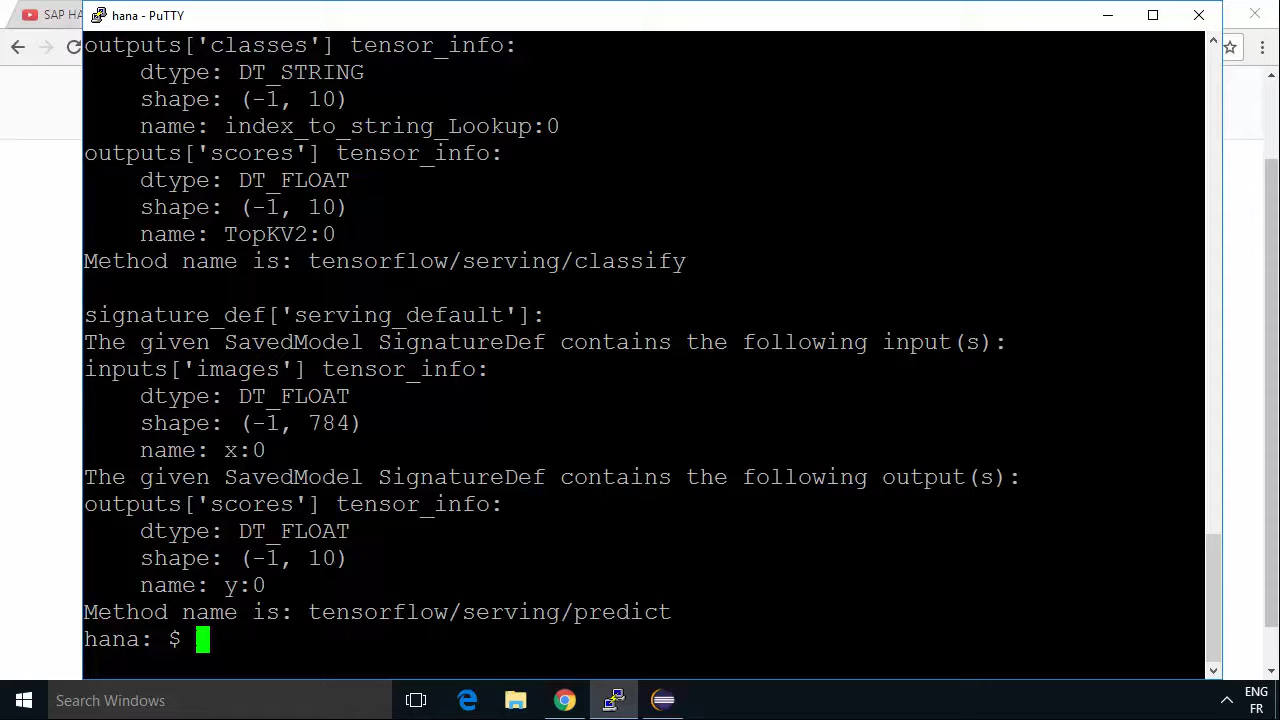 SAP HA
hana - PuTTY
outputs['classes'] tensor_info:
dtype: DT_STRING
shape: (-1, 10)
name: index_to_string_Lookup:0
outputs['scores'] tensor_info:
dtype: DT_FLOAT
shape: (-1, 10)
name: TopKV2:0
Method name is: tensorflow/serving/classify
signature_def['serving_default']:
The given SavedModel SignatureDef contains the following input(s):
inputs['images'] tensor_info:
dtype: DT_FLOAT
shape: (-1, 784)
name: x:0
The given SavedModel SignatureDef contains the following output(s):
outputs['scores'] tensor_info:
dtype: DT_FLOAT
shape: (-1, 10)
name: y:0
Method name is: tensorflow/serving/predict
hana: $
Search Windows
ENG
FR